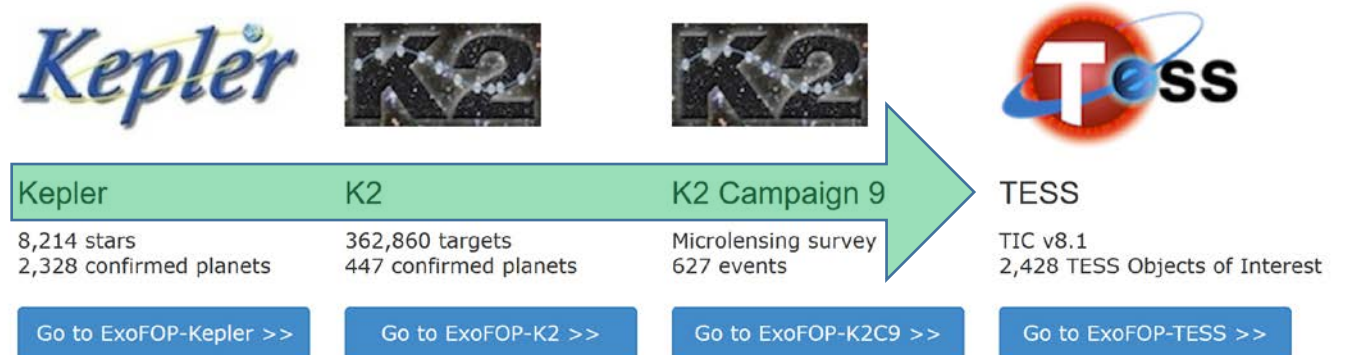 Kepler K2 K2 Tess
Kepler K2 K2 Campaign 9 TESS
8,214 stars 362,860 targets Microlensing survey TIC v8.1
2,328 confirmed planets 447 confirmed planets 627 events 2,428 TESS Objects of Interest
Go to ExoFOP-Kepler >> Go to ExoFOP-K2 >> Go to ExoFOP-K2C9 >> Go to ExoFOP-TESS >>